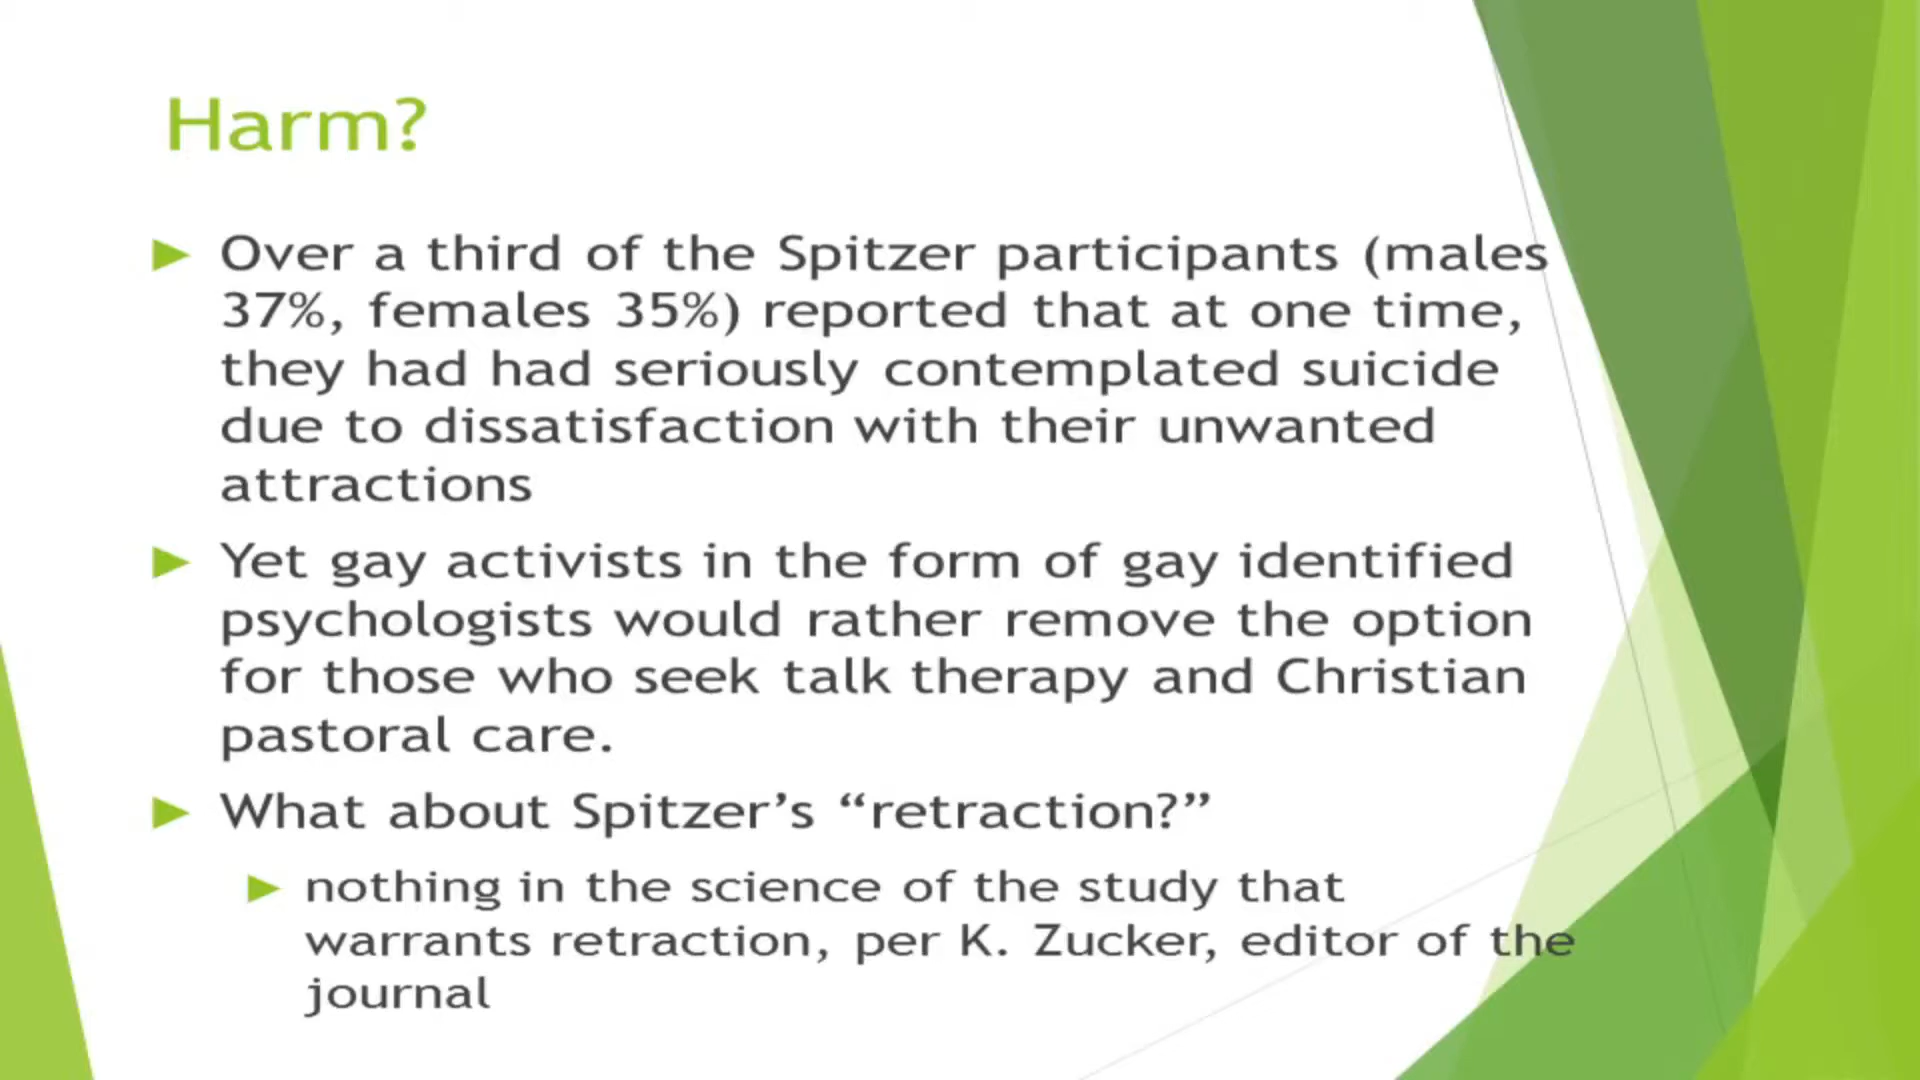 Harm?
Over a third of the Spitzer participants (males
37%, females 35%) reported that at one time,
they had had seriously contemplated suicide
due to dissatisfaction with their unwanted
attractions
Yet gay activists in the form of gay identified
psychologists would rather remove the option
for those who seek talk therapy and Christian
pastoral care.
What about Spitzer’s “retraction?”
nothing in the science of the study that
warrants retraction, per K. Zucker, editor of the
journal